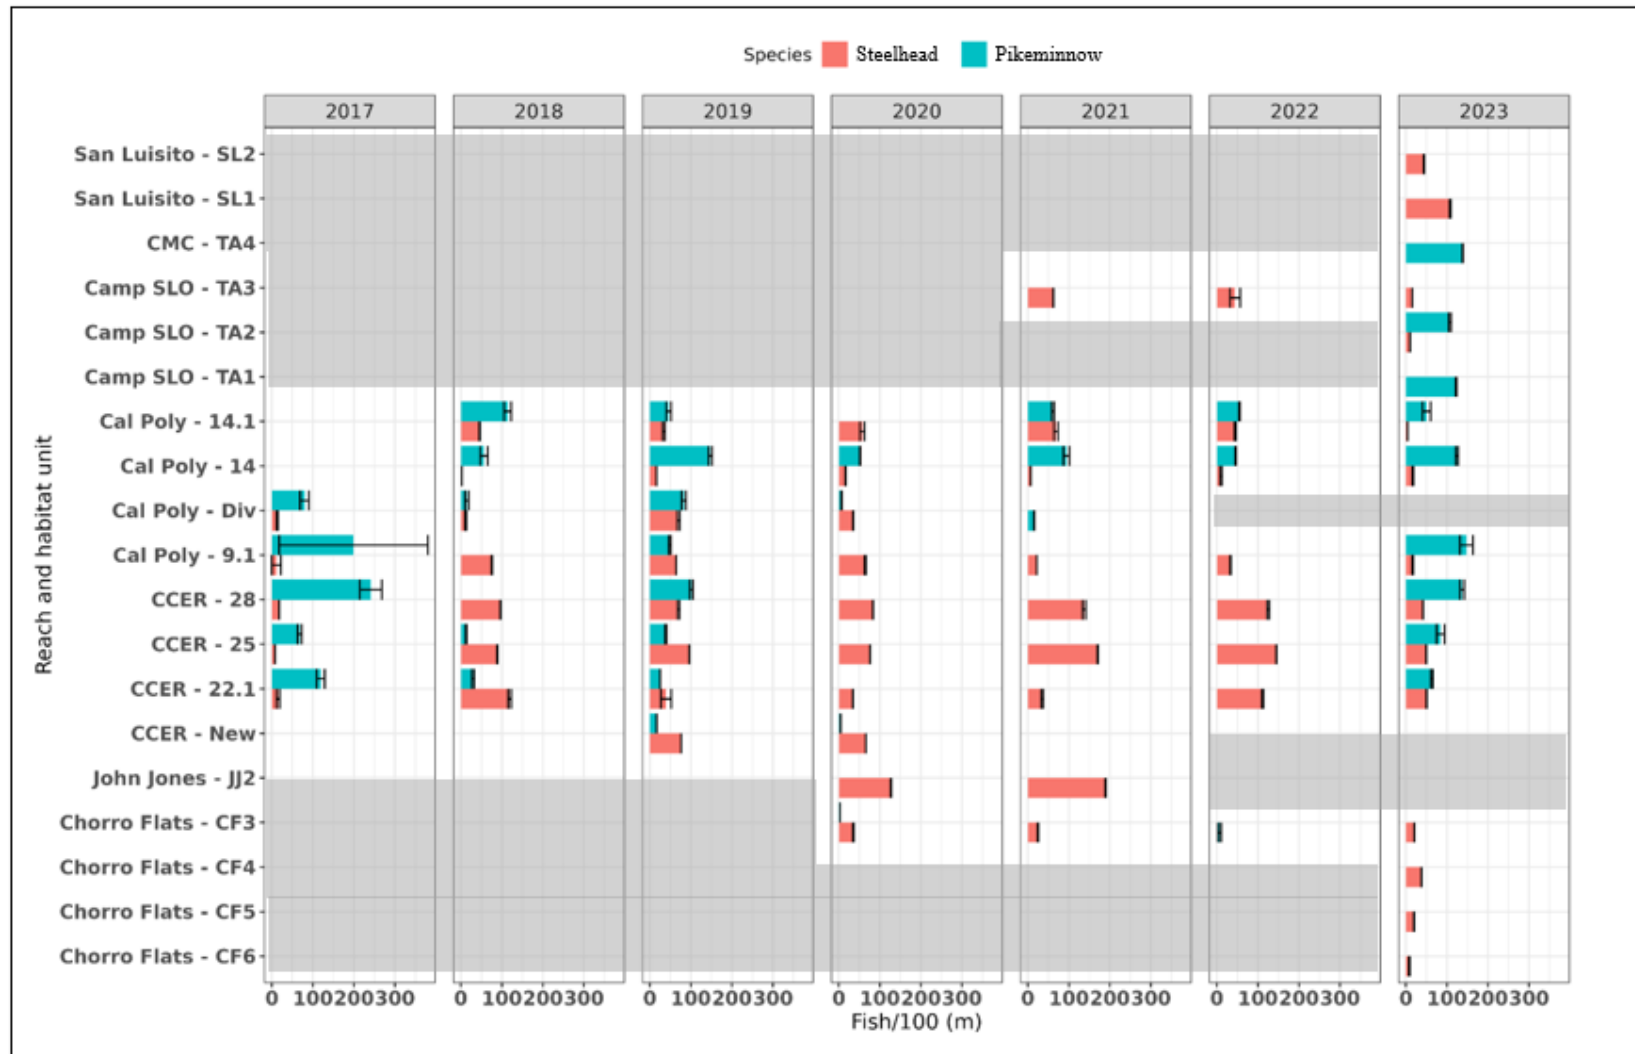 Species Steelhead Pikeminnow
2017 2018 2019 2020 2021 2022 2023
San Luisito - SL2
San Luisito - SL1
CMC - TA4
Camp SLO - TA3
Camp SLO - TA2
Camp SLO - TA1
Cal Poly - 14.1
Cal Poly - 14
Cal Poly - Div
Cal Poly - 9.1
CCER - 28
CCER - 25
CCER - 22.1
CCER - New
John Jones - JJ2
Chorro Flats - CF3
Chorro Flats - CF4
Chorro Flats - CF5
Chorro Flats - CF6
Reach and habitat unit
0 100200300 0 100200300 0 100200300 0 100200300 0 100200300 0 100200300 0 100200300
Fish/100 (m)